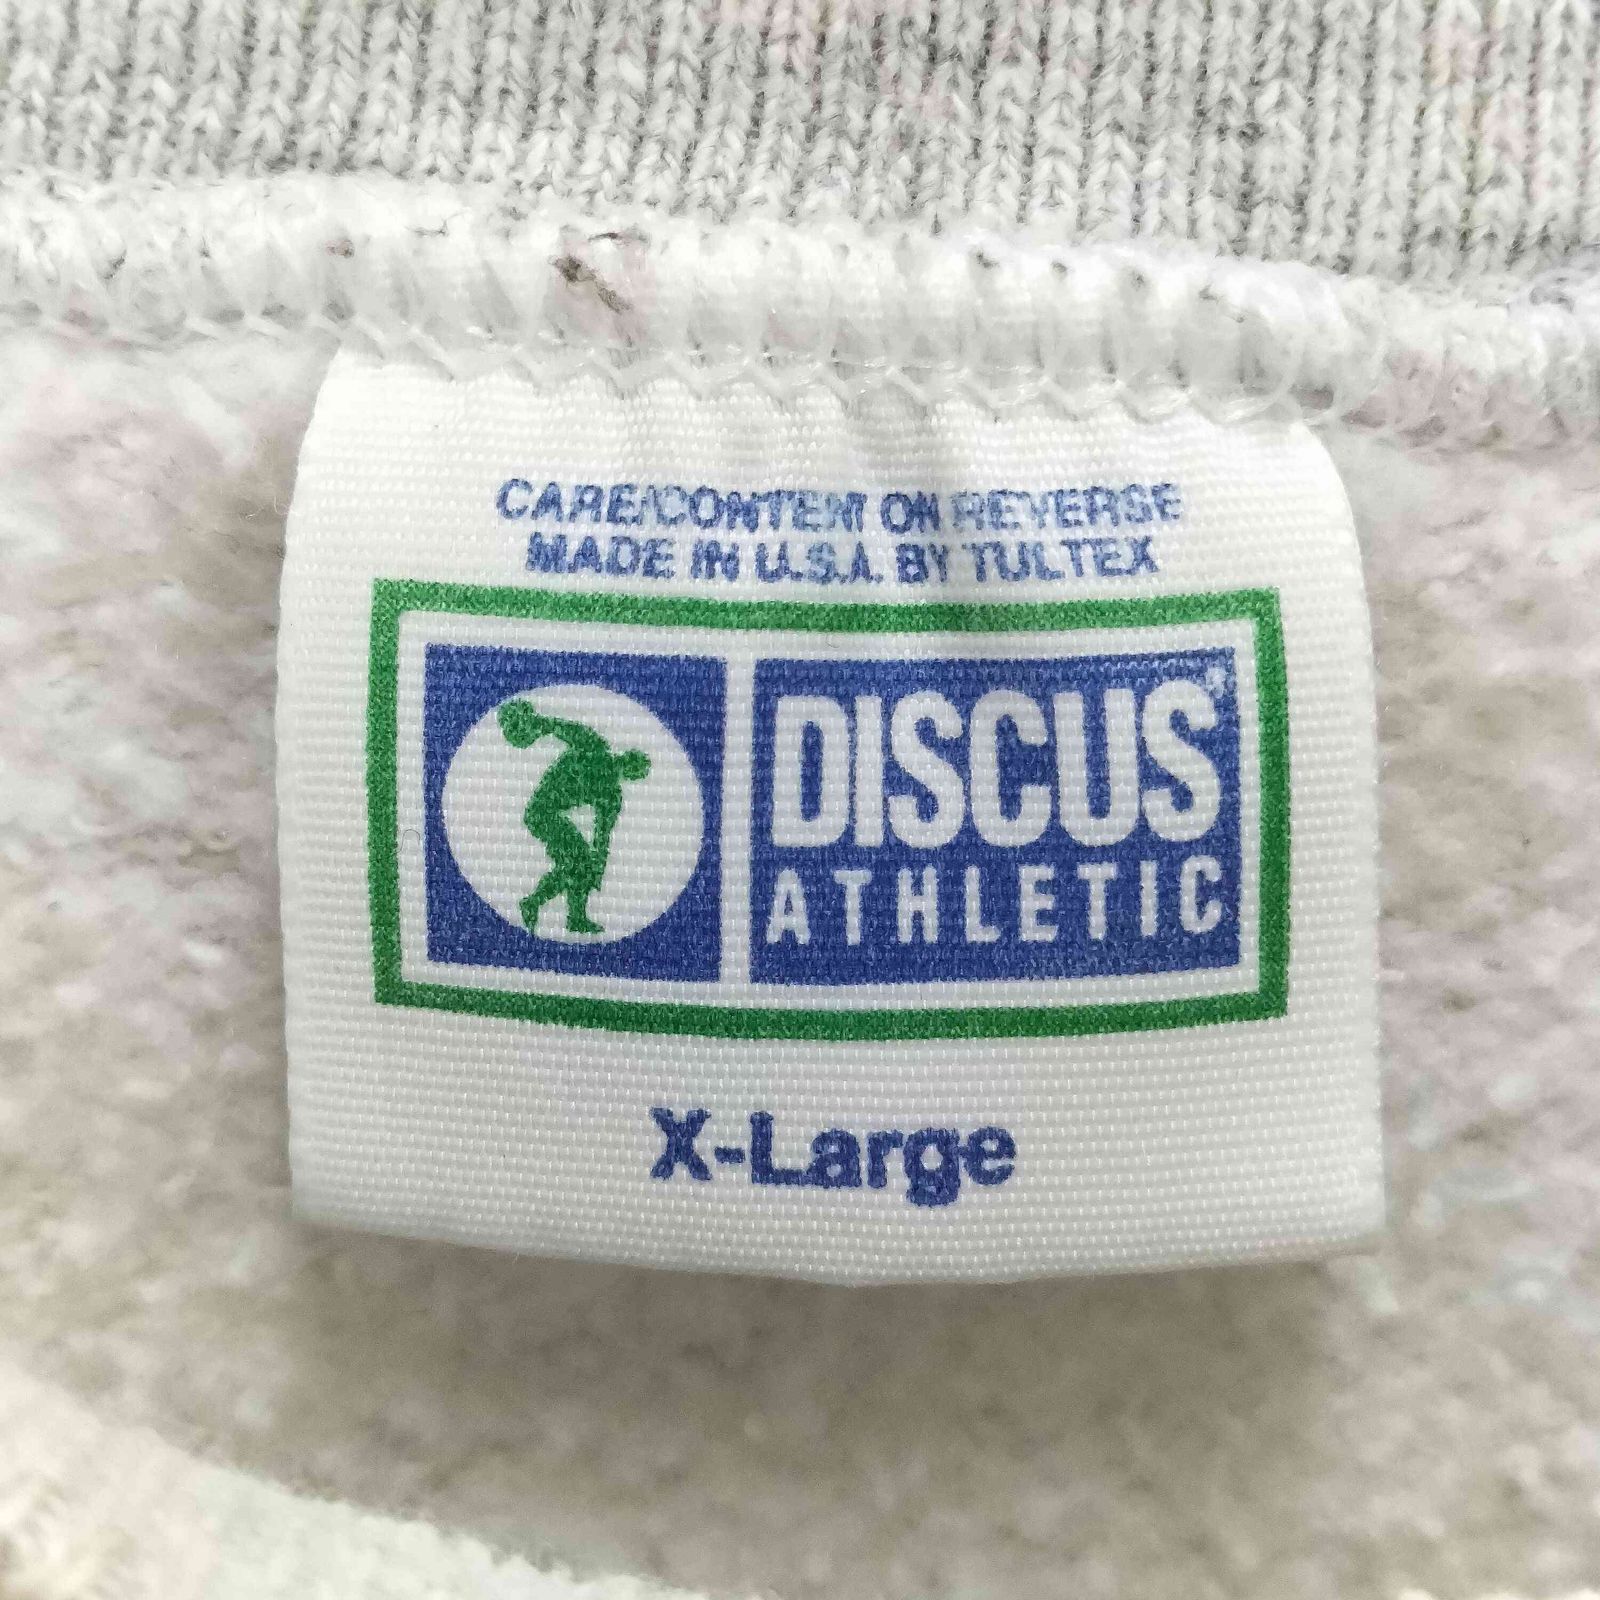 CARE/CONTENT ON REVERSE
MADE IN U.S.A. BY TULTEX
DISCUS®
ATHLETIC
X-Large